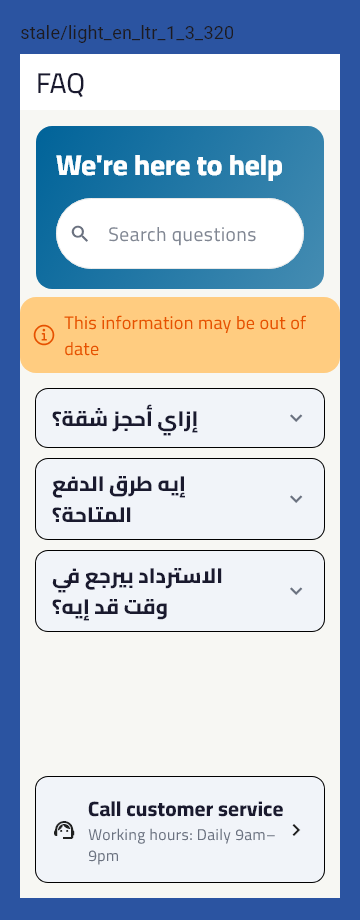 stale/light_en_ltr_1_3_320
FAQ
We're here to help
Search questions
This information may be out of
date
إزاي أحجز شقة؟
إيه طرق الدفع
المتاحة؟
الاسترداد بيرجع في
وقت قد إيه؟
Call customer service
Working hours: Daily 9am–
9pm